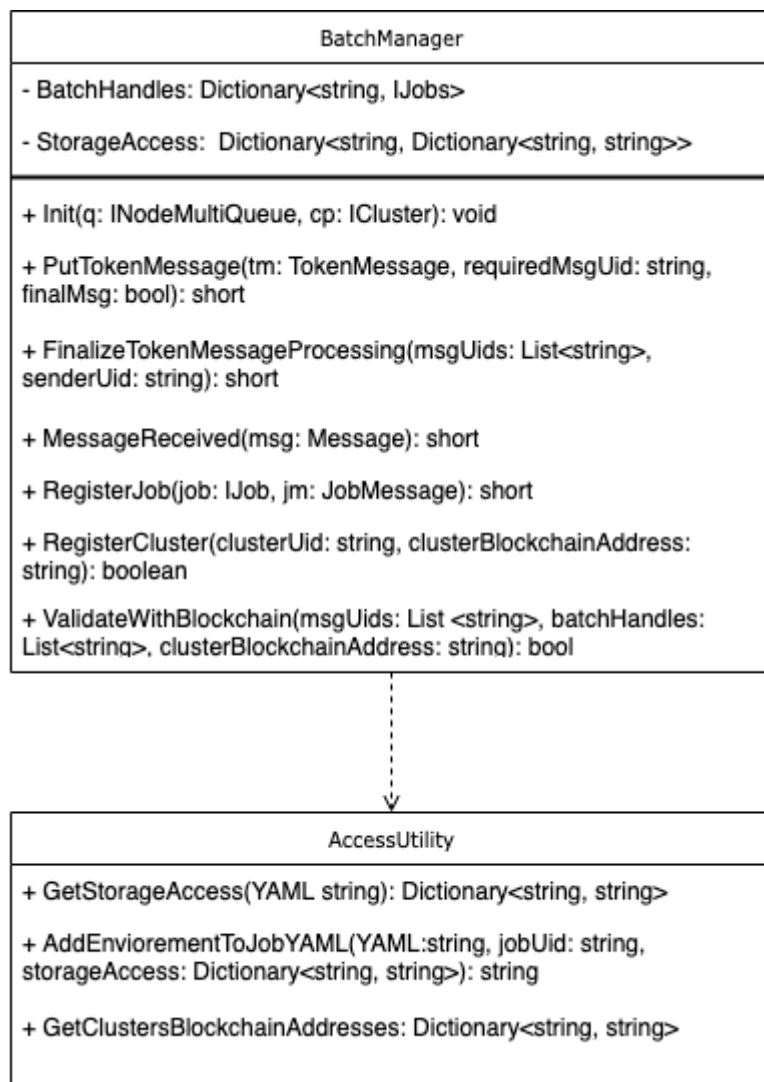 BatchManager
- BatchHandles: Dictionary<string, IJobs>
- StorageAccess: Dictionary<string, Dictionary<string, string>>
+ Init(q: INodeMultiQueue, cp: ICluster): void
+ PutTokenMessage(tm: TokenMessage, requiredMsgUid: string,
finalMsg: bool): short
+ FinalizeTokenMessageProcessing(msgUids: List<string>,
senderUid: string): short
+ MessageReceived(msg: Message): short
+ RegisterJob(job: IJob, jm: JobMessage): short
+ RegisterCluster(clusterUid: string, clusterBlockchainAddress:
string): boolean
+ ValidateWithBlockchain(msgUids: List <string>, batchHandles:
List<string>, clusterBlockchainAddress: string): bool
AccessUtility
+ GetStorageAccess(YAML string): Dictionary<string, string>
+ AddEnviorementToJobYAML(YAML:string, jobUid: string,
storageAccess: Dictionary<string, string>): string
+ GetClustersBlockchainAddresses: Dictionary<string, string>